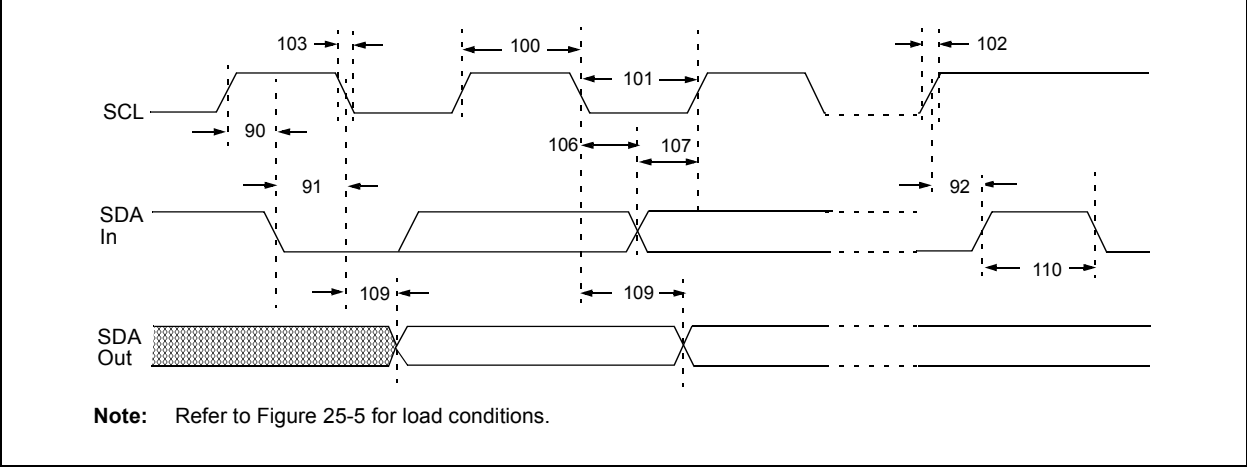 103
100
102
101
SCL
90
106
107
91
92
SDA
In
110
109
109
SDA
Out
Note: Refer to Figure 25-5 for load conditions.